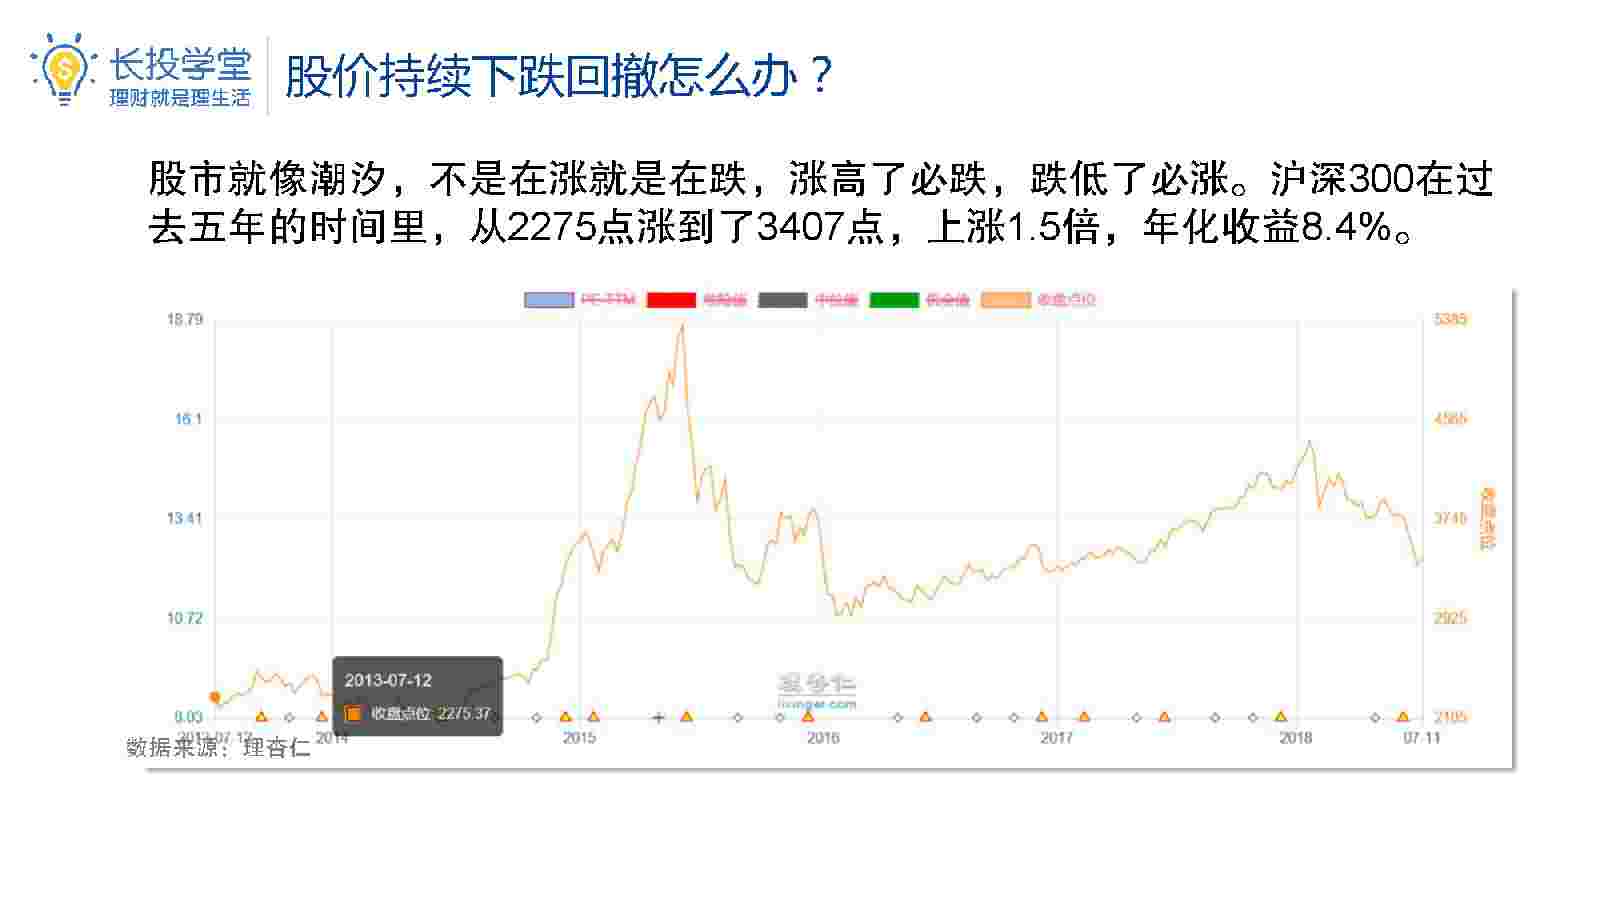 长投学堂
理财就是理生活
股价持续下跌回撤怎么办？
股市就像潮汐，不是在涨就是在跌，涨高了必跌，跌低了必涨。沪深300在过
去五年的时间里，从2275点涨到了3407点，上涨1.5倍，年化收益8.4%。
PE-TTM 危险值 中位值 安全值 收盘点位
18.79
5385
16.1
4565
13.41
3745
收盘点位
10.72
2925
2013-07-12
收盘点位: 2275.37
理杏仁
lixinger.com
8.03
2105
2013-07-12 2014 2015 2016 2017 2018 07-11
数据来源：理杏仁